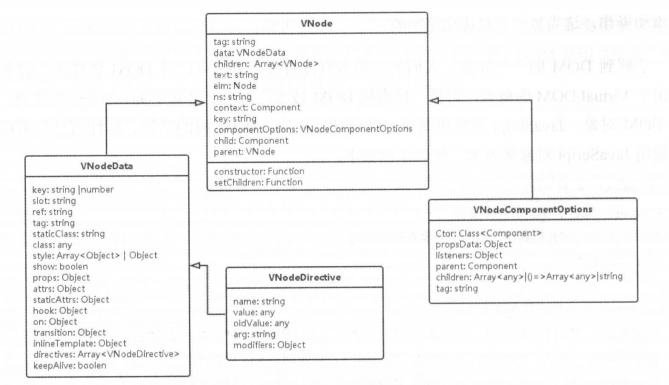 VNode
tag: string
data: VNodeData
children: Array<VNode>
text: string
elm: Node
ns: string
context: Component
key: string
componentOptions: VNodeComponentOptions
child: Component
parent: VNode
constructor: Function
setChildren: Function
VNodeData
key: string |number
slot: string
ref: string
tag: string
staticClass: string
class: any
style: Array<Object> | Object
show: boolen
props: Object
attrs: Object
staticAttrs: Object
hook: Object
on: Object
transition: Object
inlineTemplate: Object
directives: Array<VNodeDirective>
keepAlive: boolen
VNodeDirective
name: string
value: any
oldValue: any
arg: string
modifiers: Object
VNodeComponentOptions
Ctor: Class<Component>
propsData: Object
listeners: Object
parent: Component
children: Array<any>|()=>Array<any>|string
tag: string